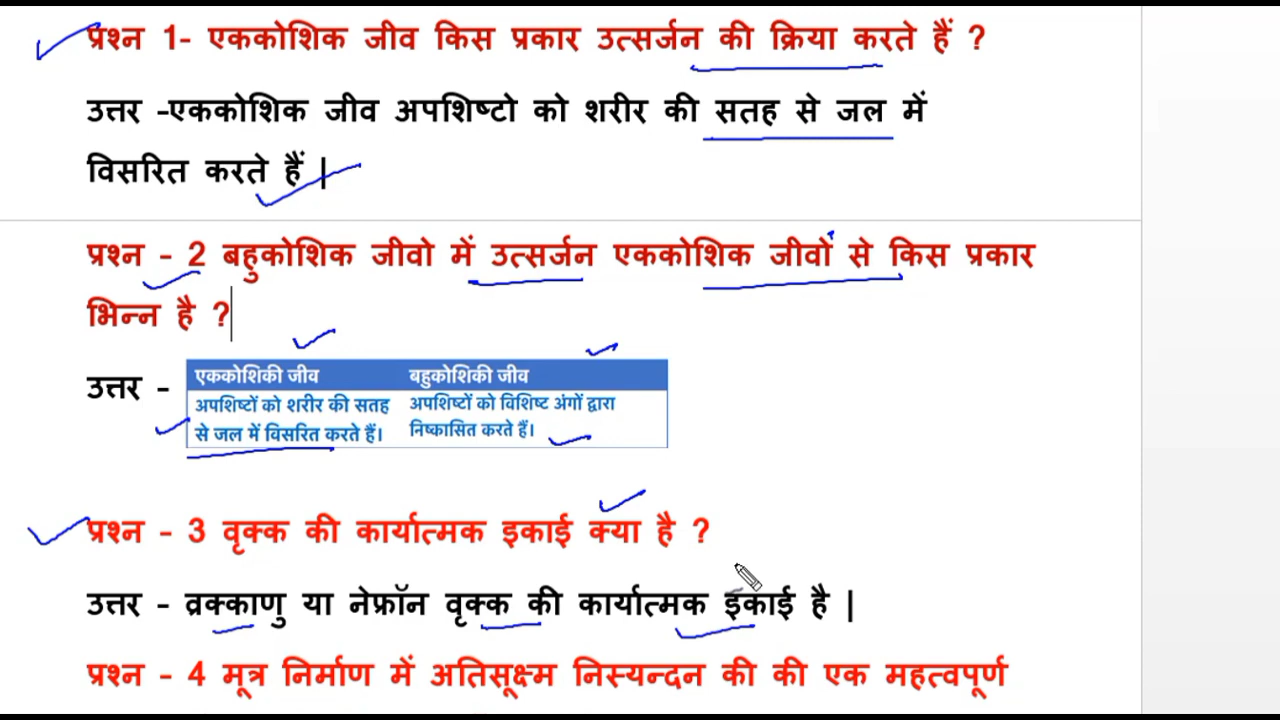 प्रश्न 1- एककोशिक जीव किस प्रकार उत्सर्जन की क्रिया करते हैं ?
उत्तर -एककोशिक जीव अपशिष्टो को शरीर की सतह से जल में
विसरित करते हैं |
प्रश्न - 2 बहुकोशिक जीवो में उत्सर्जन एककोशिक जीवों से किस प्रकार
भिन्न है ?
उत्तर -
एककोशिकी जीव बहुकोशिकी जीव
अपशिष्टों को शरीर की सतह अपशिष्टों को विशिष्ट अंगों द्वारा
से जल में विसरित करते हैं। निष्कासित करते हैं।
प्रश्न - 3 वृक्क की कार्यात्मक इकाई क्या है ?
उत्तर - व्रक्काणु या नेफ्रॉन वृक्क की कार्यात्मक इकाई है |
प्रश्न - 4 मूत्र निर्माण में अतिसूक्ष्म निस्यन्दन की की एक महत्वपूर्ण